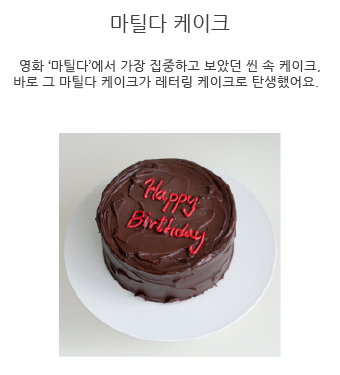 마틸다 케이크
영화 ‘마틸다’에서 가장 집중하고 보았던 씬 속 케이크,
바로 그 마틸다 케이크가 레터링 케이크로 탄생했어요.
Happy
Birthday